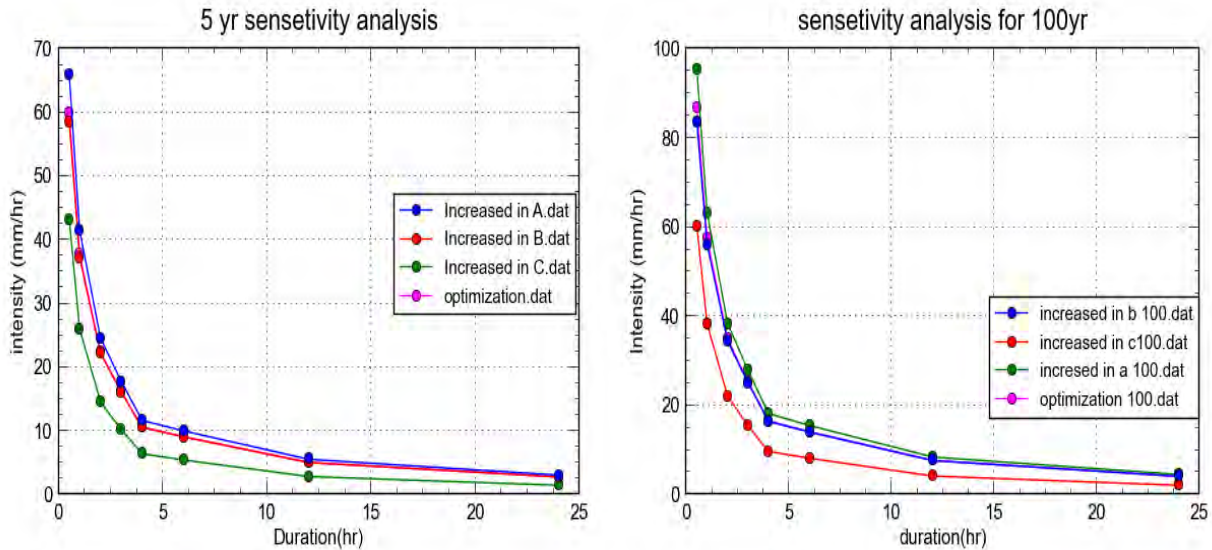 5 yr sensetivity analysis
70
60
50
40
30
20
10
0
intensity (mm/hr)
0
5
10
15
20
25
Duration(hr)
Increased in A.dat
Increased in B.dat
Increased in C.dat
optimization.dat
sensetivity analysis for 100yr
100
80
60
40
20
0
Intensity (mm/hr)
0
5
10
15
20
25
duration(hr)
increased in b 100.dat
increased in c100.dat
incresed in a 100.dat
optimization 100.dat